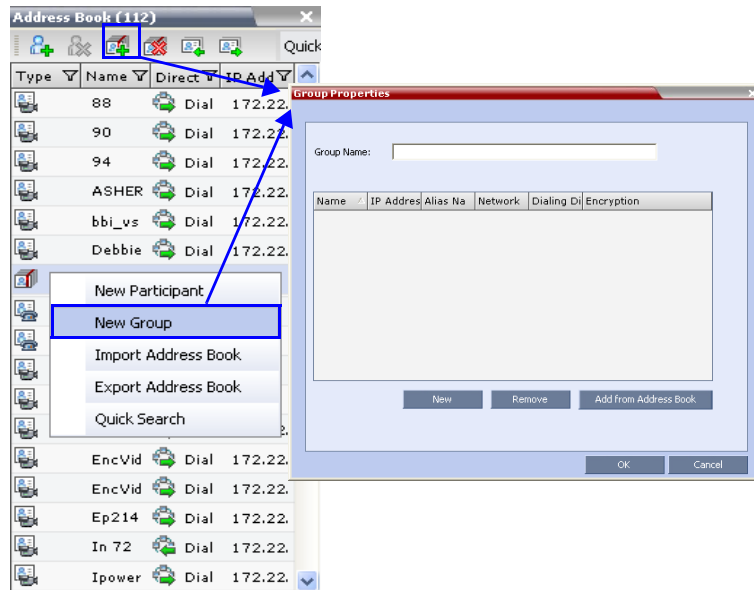 Address Book (112)
Quick
Type Name Direct IP Add
88 Dial 172.22.
90 Dial 172.22.
94 Dial 172.22.
ASHER Dial 172.22.
bbi_vs Dial 172.22.
Debbie Dial 172.22.
New Participant
New Group
Import Address Book
Export Address Book
Quick Search
EncVid Dial 172.22.
EncVid Dial 172.22.
Ep214 Dial 172.22.
In 72 Dial 172.22.
Ipower Dial 172.22.
Group Properties
Group Name:
Name IP Addres Alias Na Network Dialing Di Encryption
New Remove Add from Address Book
OK Cancel